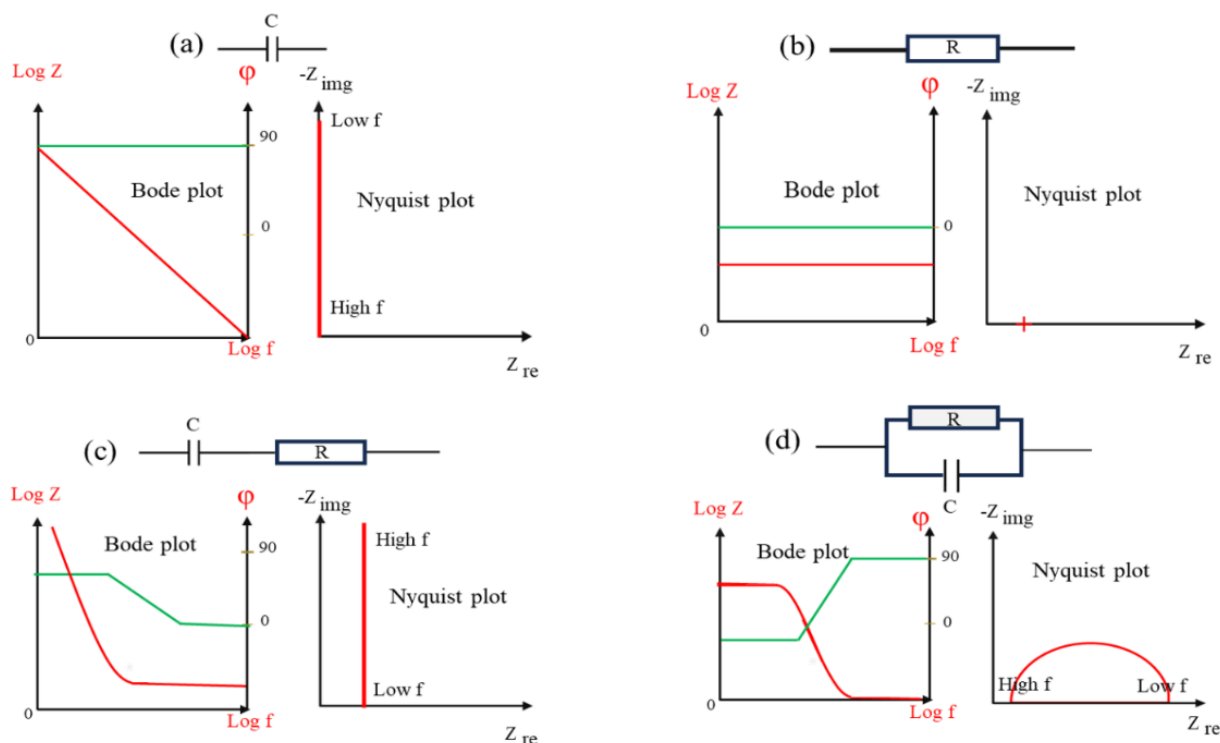 (a)
C
Log Z
φ
-Z img
90
0
0
Bode plot
Log f
Low f
Nyquist plot
High f
Z re
(b)
R
Log Z
φ
-Z img
Bode plot
0
0
Log f
Nyquist plot
Z re
(c)
C
R
Log Z
φ
-Z img
Bode plot
90
0
0
Log f
High f
Nyquist plot
Low f
Z re
(d)
R
C
Log Z
φ
-Z img
Bode plot
90
0
0
Log f
Nyquist plot
High f
Low f
Z re